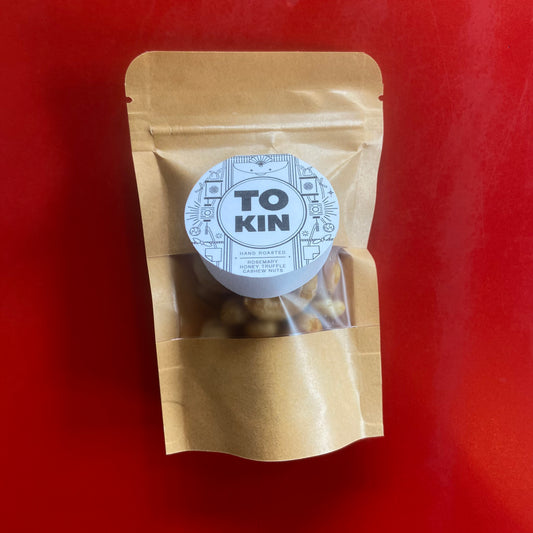 TO
KIN
HAND ROASTED
ROSEMARY
HONEY TRUFFLE
CASHEW NUTS